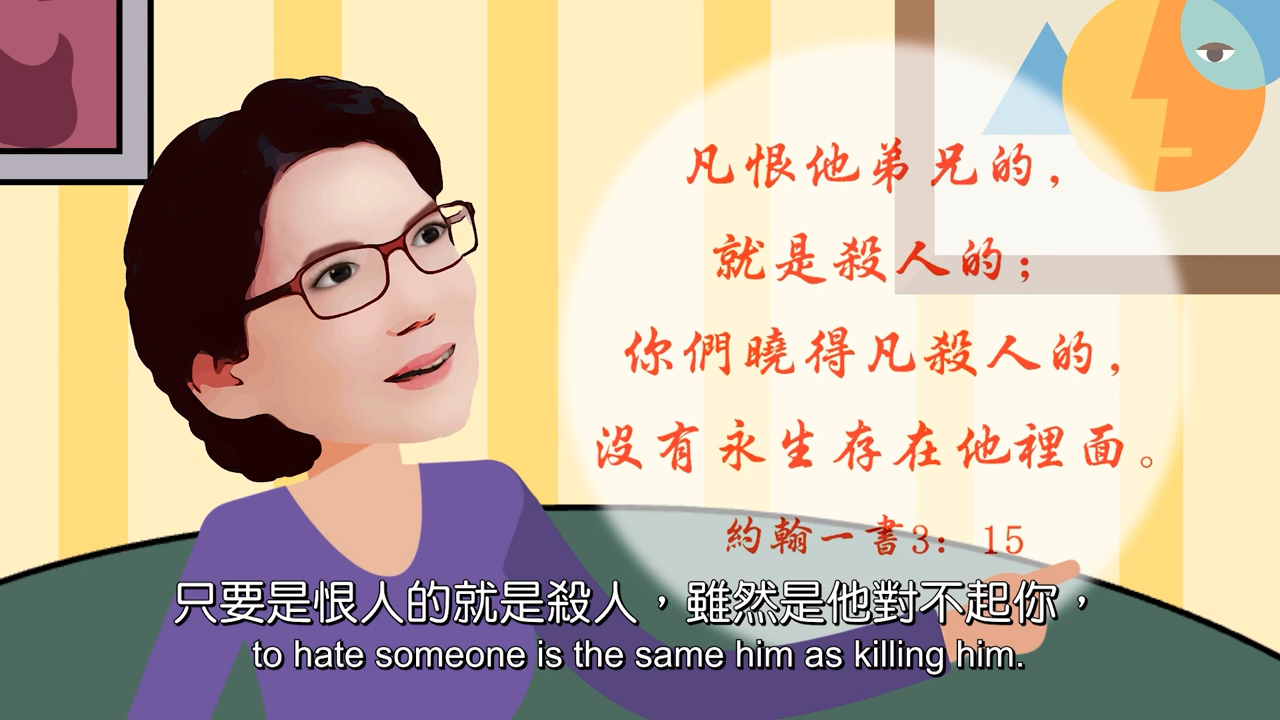 凡恨他弟兄的，
就是殺人的；
你們曉得凡殺人的，
沒有永生存在他裡面。
約翰一書3：15
只要是恨人的就是殺人，雖然是他對不起你，
to hate someone is the same him as killing him.